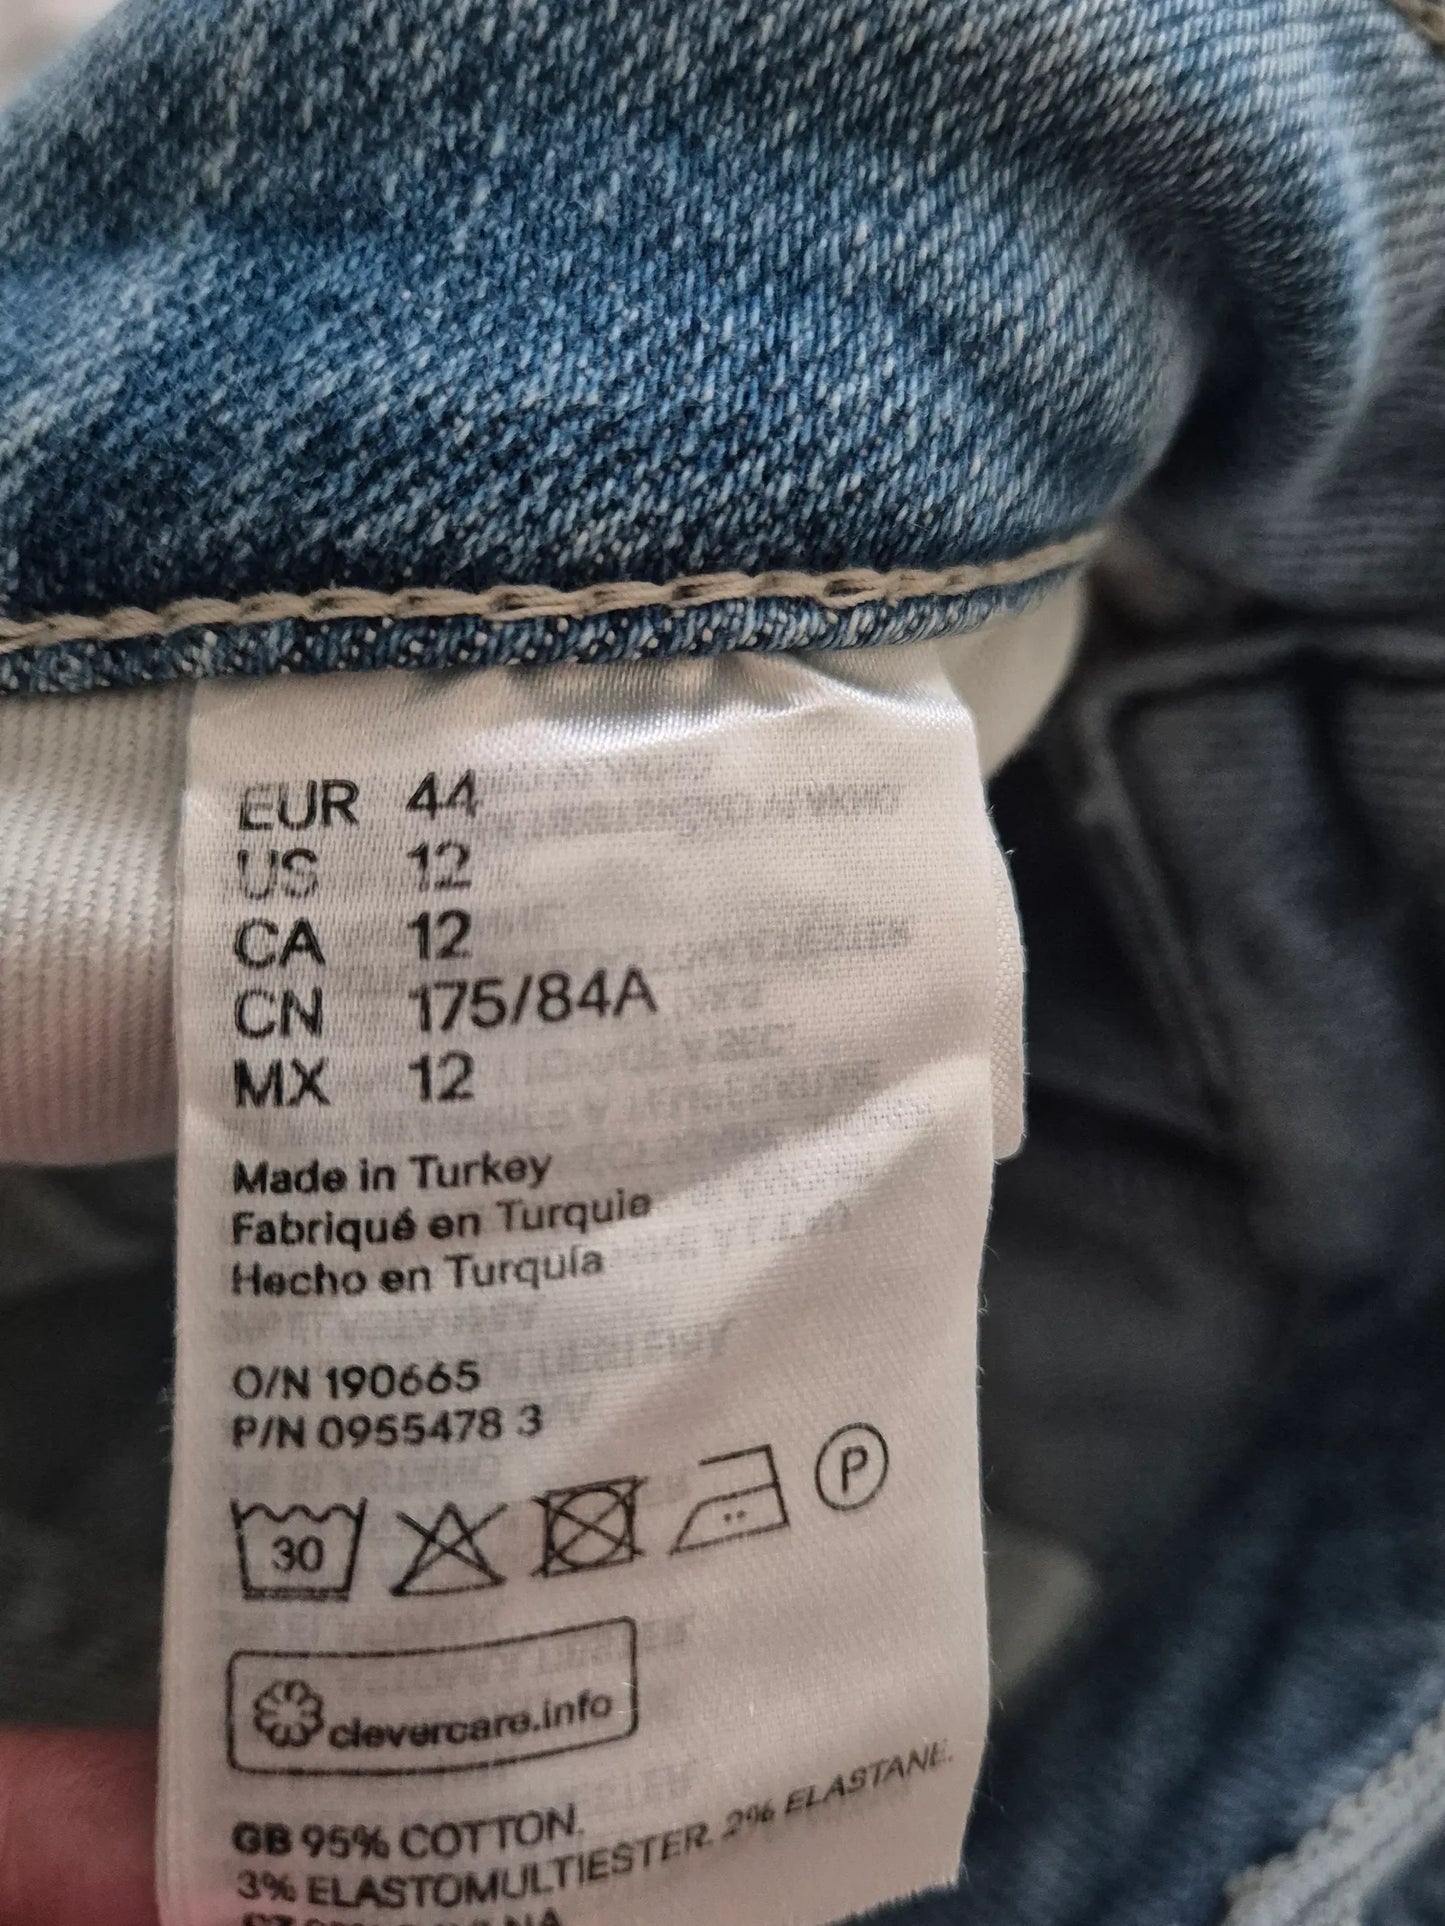 EUR 44
US 12
CA 12
CN 175/84A
MX 12
Made in Turkey
Fabriqué en Turquie
Hecho en Turquía
O/N 190665
P/N 0955478 3
30
P
clevercare.info
GB 95% COTTON.
3% ELASTOMULTIESTER. 2% ELASTANE.